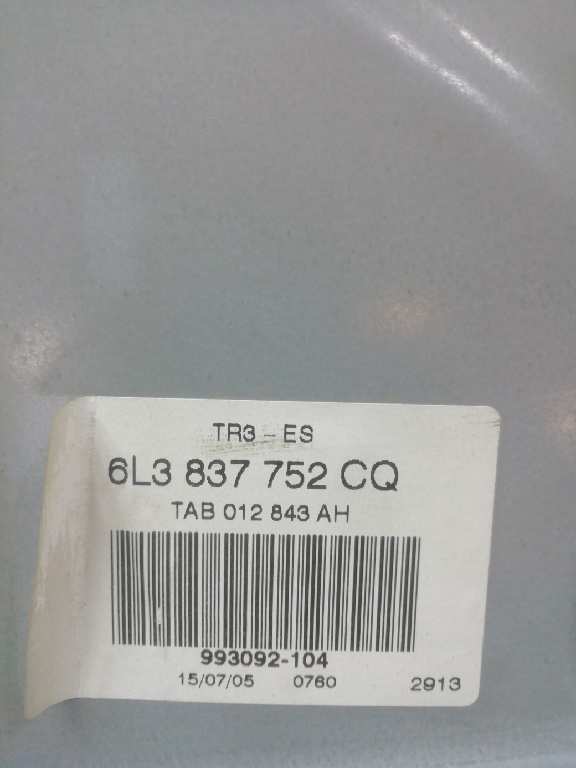 TR3 - ES
6L3 837 752 CQ
TAB 012 843 AH
993092-104
15/07/05 0760 2913